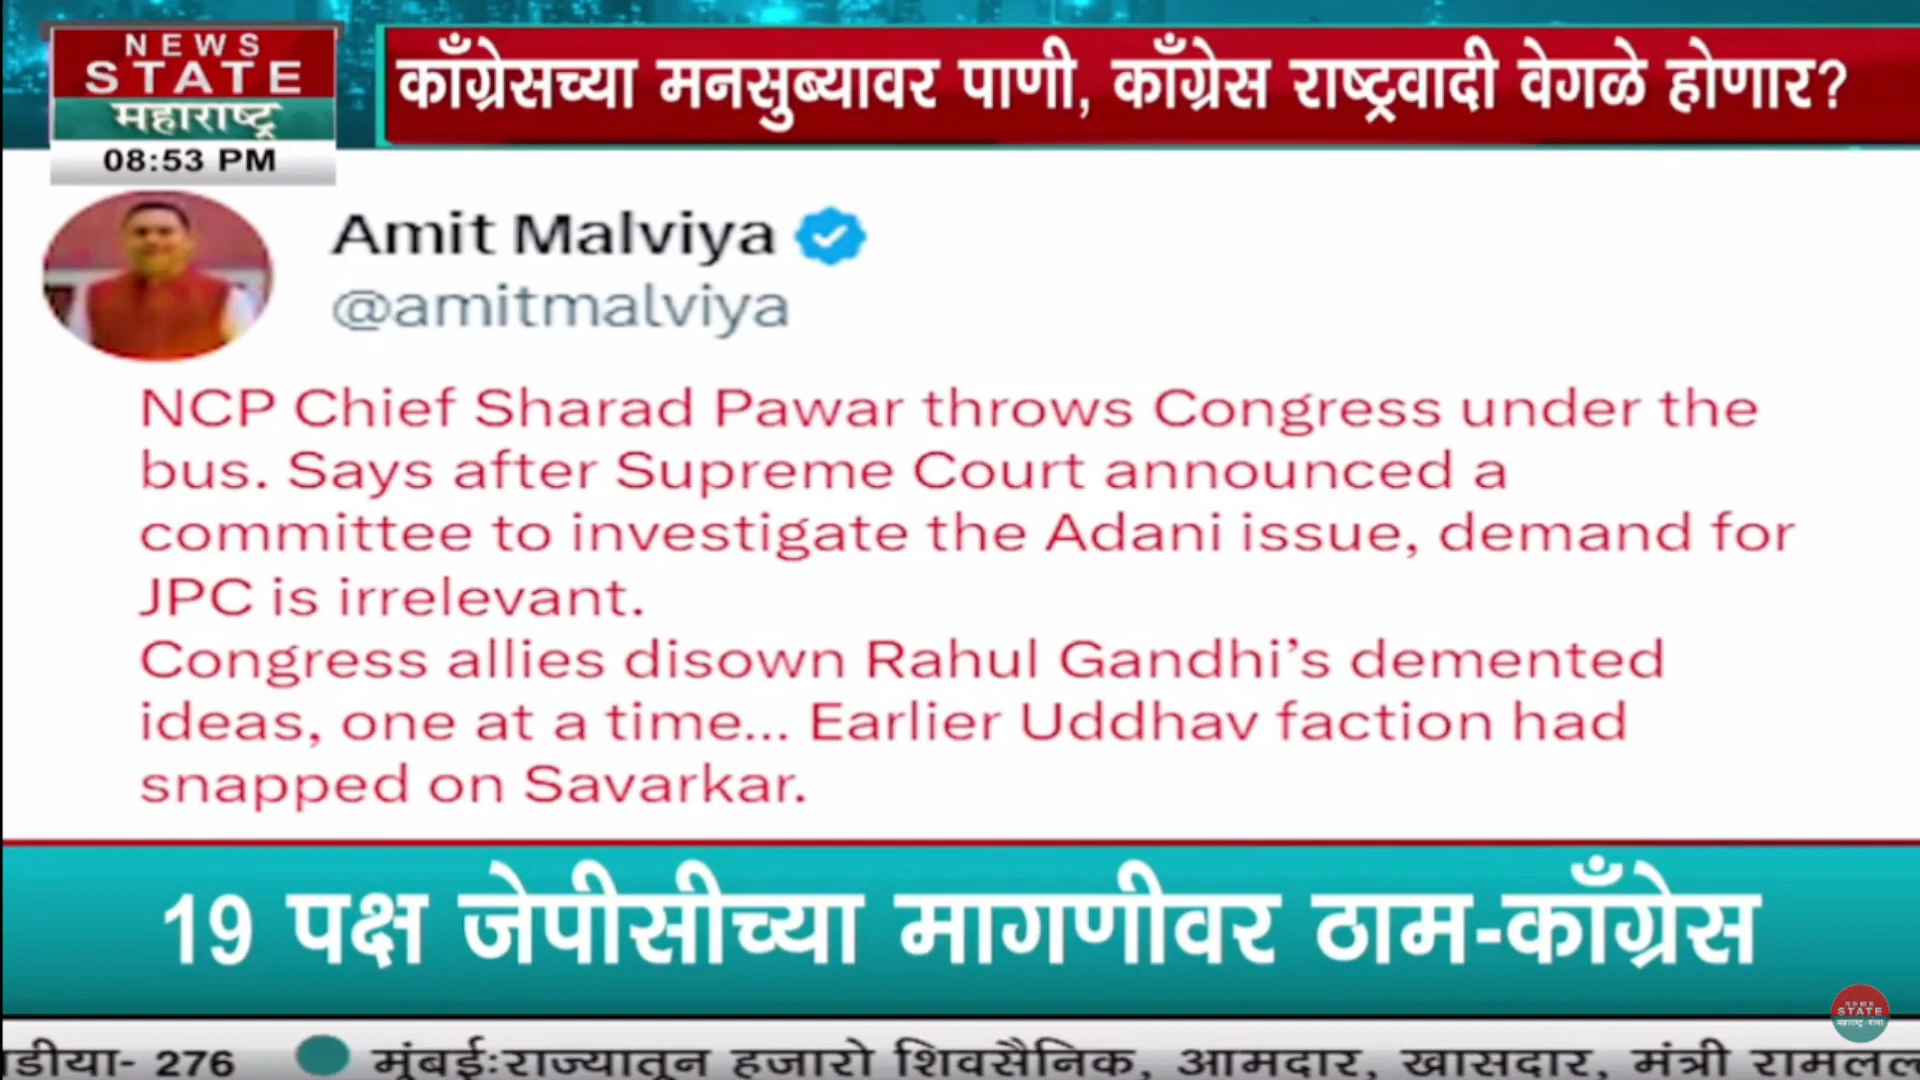 NEWS
STATE
महाराष्ट्र
08:53 PM
काँग्रेसच्या मनसुब्यावर पाणी, काँग्रेस राष्ट्रवादी वेगळे होणार?
Amit Malviya
@amitmalviya
NCP Chief Sharad Pawar throws Congress under the
bus. Says after Supreme Court announced a
committee to investigate the Adani issue, demand for
JPC is irrelevant.
Congress allies disown Rahul Gandhi’s demented
ideas, one at a time... Earlier Uddhav faction had
snapped on Savarkar.
19 पक्ष जेपीसीच्या मागणीवर ठाम-काँग्रेस
NEWS
STATE
डीया- 276 मुंबई:राज्यातून हजारो शिवसैनिक, आमदार, खासदार, मंत्री रामलल